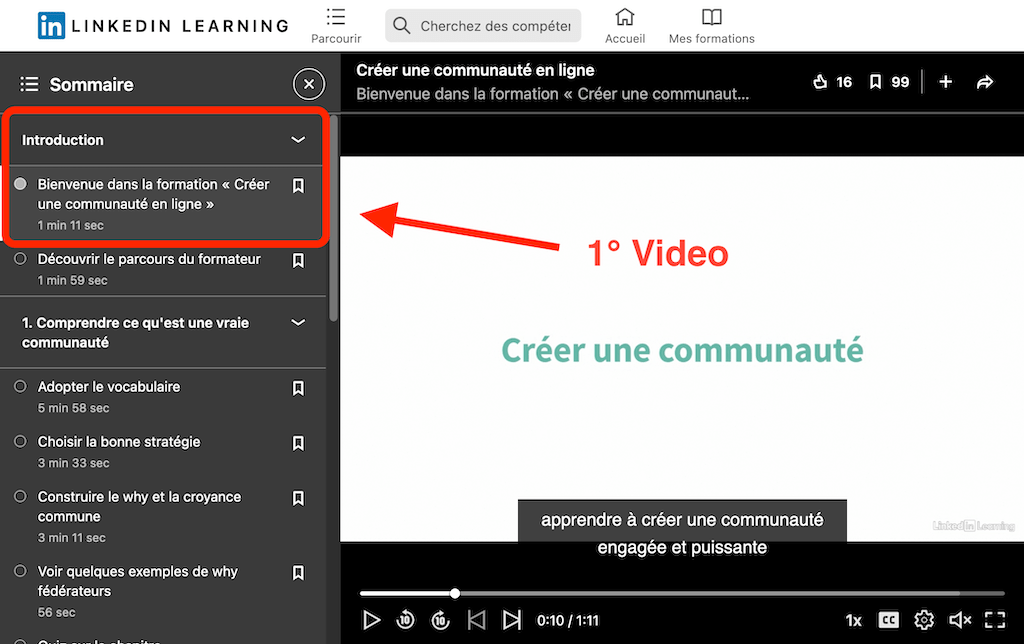 in LINKEDIN LEARNING
Parcourir
Cherchez des compéten
Accueil
Mes formations
Sommaire
Introduction
Bienvenue dans la formation « Créer
une communauté en ligne »
1 min 11 sec
Découvrir le parcours du formateur
1 min 59 sec
1. Comprendre ce qu'est une vraie
communauté
Adopter le vocabulaire
5 min 58 sec
Choisir la bonne stratégie
3 min 33 sec
Construire le why et la croyance
commune
3 min 11 sec
Voir quelques exemples de why
fédérateurs
56 sec
Créer une communauté en ligne
Bienvenue dans la formation « Créer une communaut...
16
99
1° Video
Créer une communauté
apprendre à créer une communauté
engagée et puissante
Linked in Learning
10
10
0:10 / 1:11
1x
CC